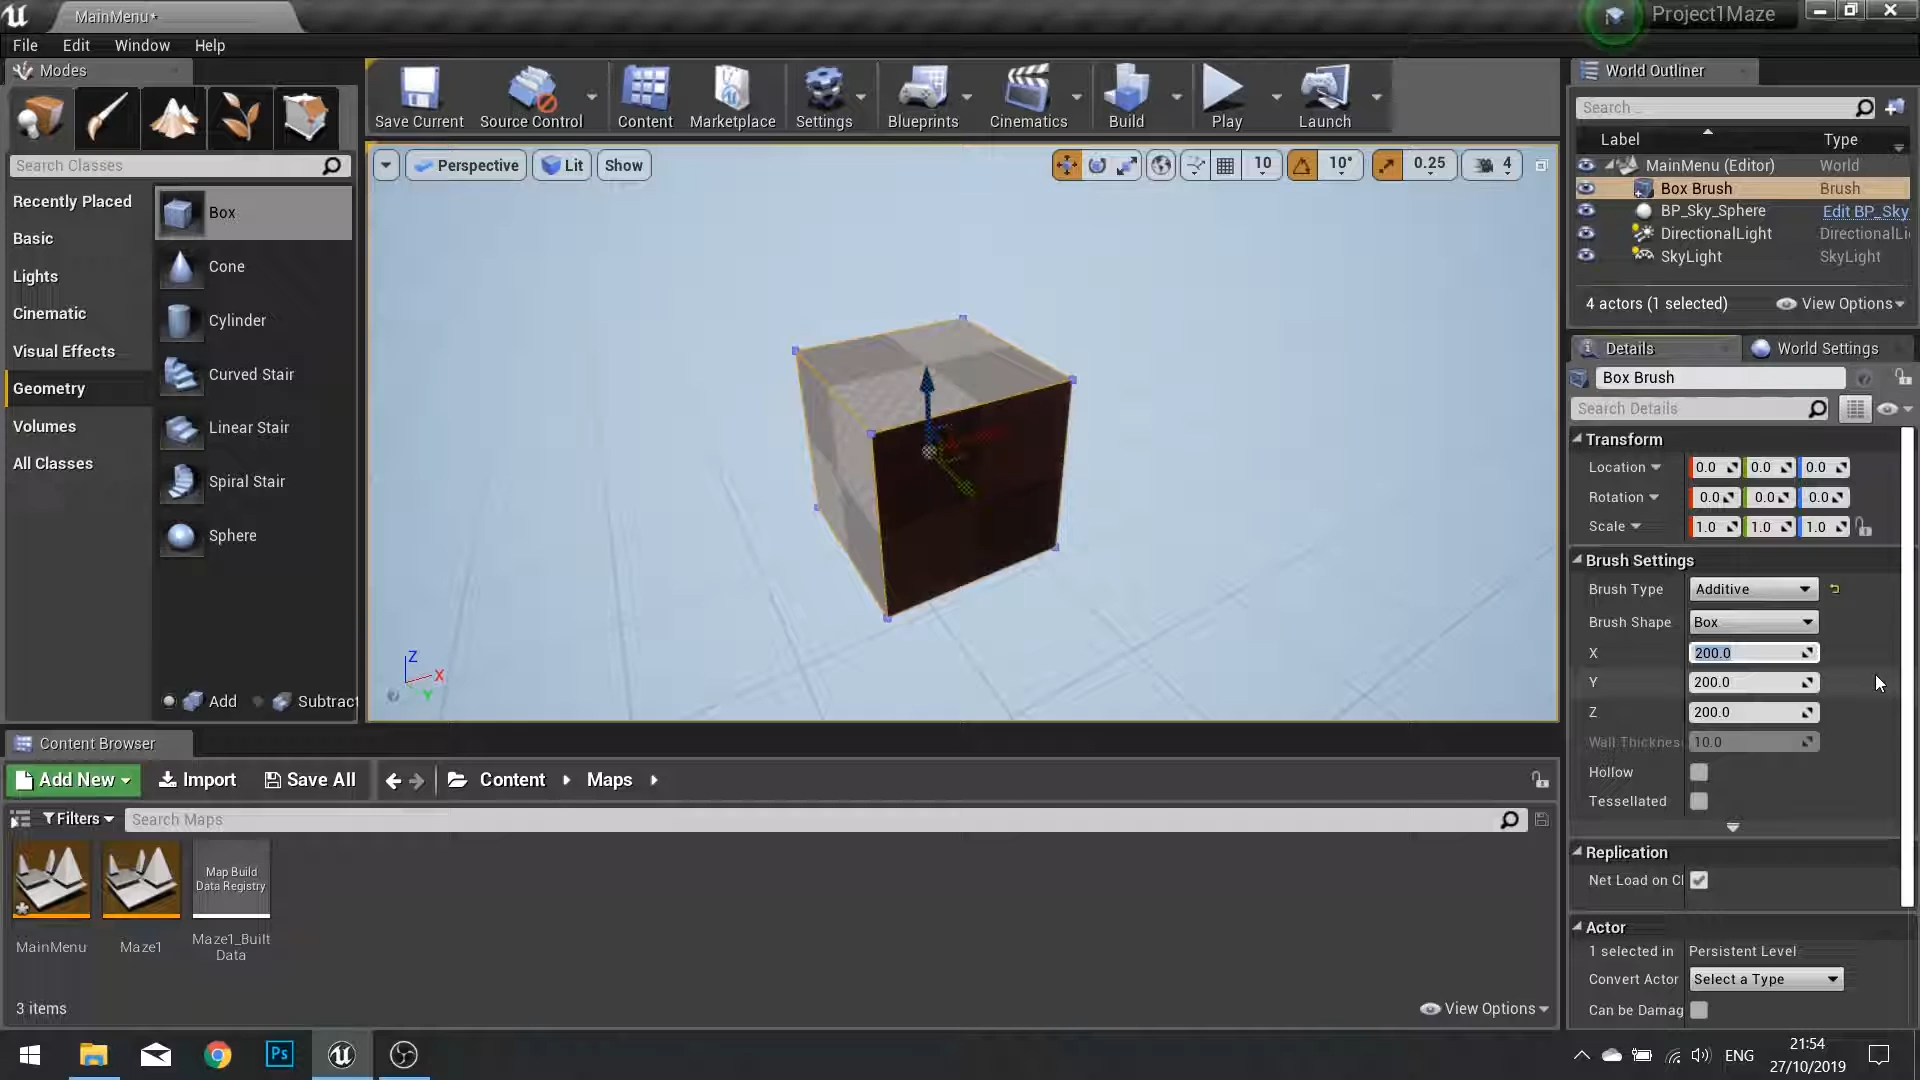 MainMenu*
Project1Maze
File Edit Window Help
Modes
Save Current
Source Control
Content
Marketplace
Settings
Blueprints
Cinematics
Build
Play
Launch
World Outliner
Search...
Label Type
MainMenu (Editor) World
Box Brush Brush
BP_Sky_Sphere Edit BP_Sky
DirectionalLight DirectionalLi
SkyLight SkyLight
4 actors (1 selected) View Options
Search Classes
Recently Placed
Basic
Lights
Cinematic
Visual Effects
Geometry
Volumes
All Classes
Box
Cone
Cylinder
Curved Stair
Linear Stair
Spiral Stair
Sphere
Add Subtract
Perspective Lit Show
10 10° 0.25 4
Z
X
Y
Details World Settings
Box Brush
Search Details
Transform
Location 0.0 0.0 0.0
Rotation 0.0 0.0 0.0
Scale 1.0 1.0 1.0
Brush Settings
Brush Type Additive
Brush Shape Box
X 200.0
Y 200.0
Z 200.0
Wall Thicknes 10.0
Hollow
Tessellated
Replication
Net Load on Cl
Actor
1 selected in Persistent Level
Convert Actor Select a Type
Can be Damag
Content Browser
Add New Import Save All Content Maps
Filters Search Maps
Map Build
Data Registry
MainMenu
Maze1
Maze1_Built
Data
3 items
View Options
Ps
ENG
21:54
27/10/2019